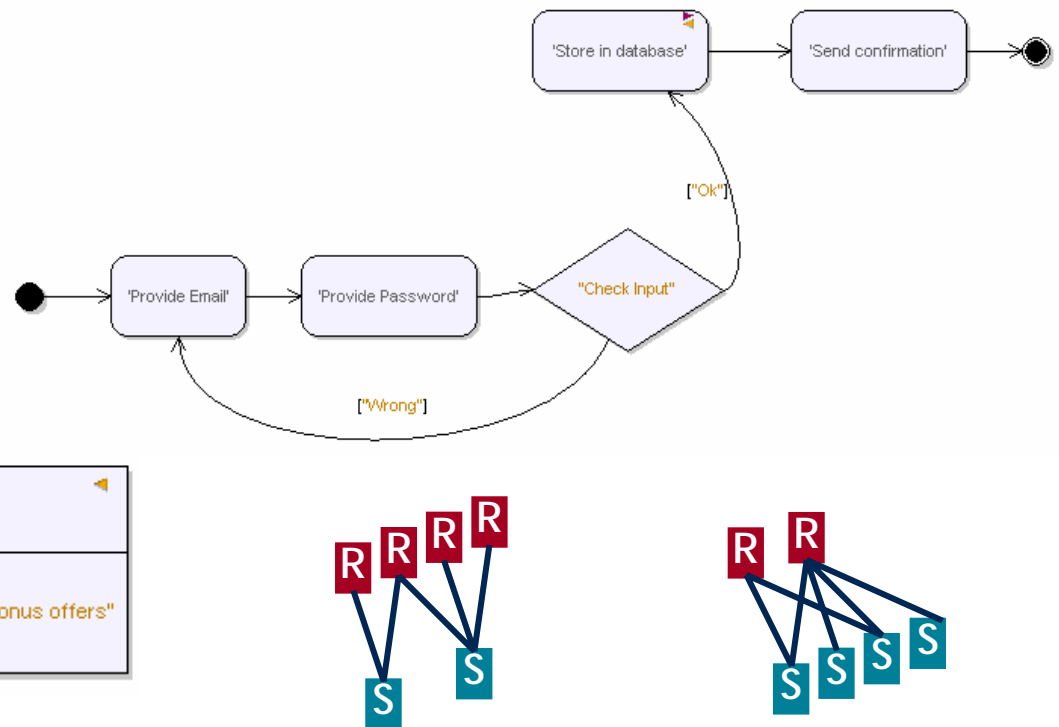 'Store in database'
'Send confirmation'
["Ok"]
'Provide Email'
'Provide Password'
"Check Input"
["Wrong"]
onus offers"
R
R
R
R
S
S
R
R
S
S
S
S